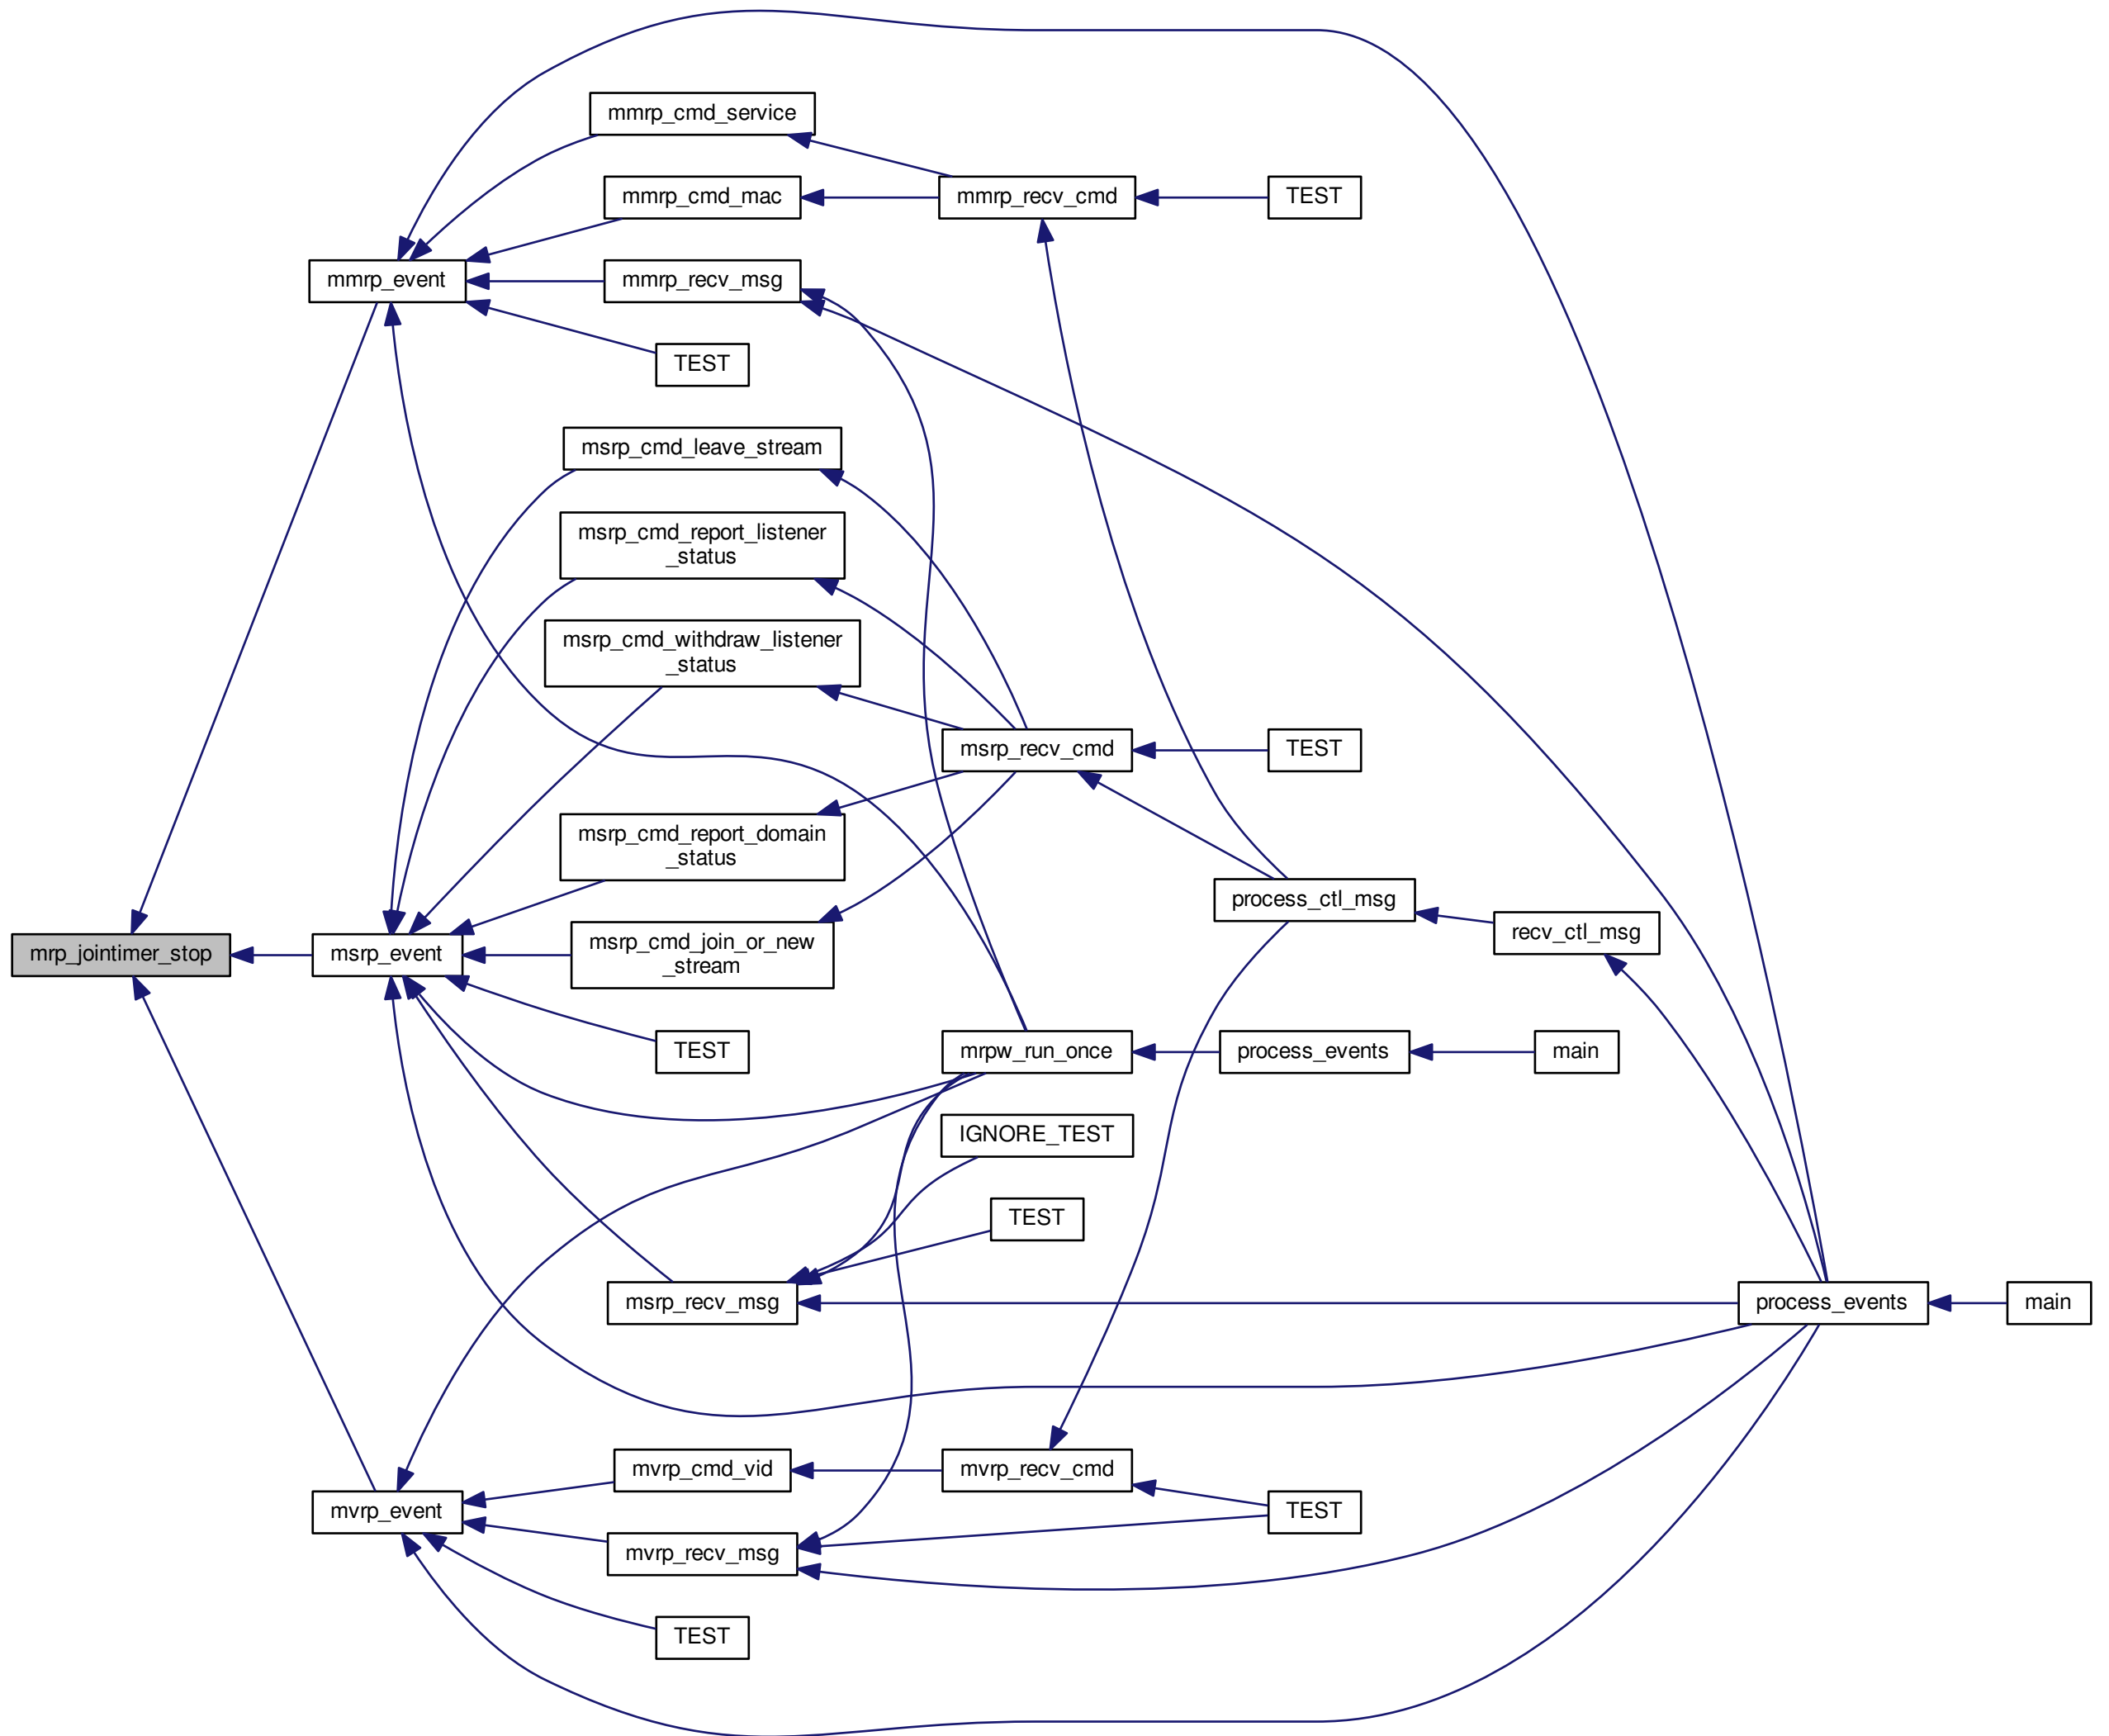 mmrp_cmd_service
mmrp_cmd_mac
mmrp_recv_cmd
TEST
mmrp_event
mmrp_recv_msg
TEST
msrp_cmd_leave_stream
msrp_cmd_report_listener
_status
msrp_cmd_withdraw_listener
_status
msrp_recv_cmd
TEST
msrp_cmd_report_domain
_status
process_ctl_msg
recv_ctl_msg
mrp_jointimer_stop
msrp_event
msrp_cmd_join_or_new
_stream
TEST
mrpw_run_once
process_events
main
IGNORE_TEST
TEST
msrp_recv_msg
process_events
main
mvrp_cmd_vid
mvrp_recv_cmd
mvrp_event
TEST
mvrp_recv_msg
TEST